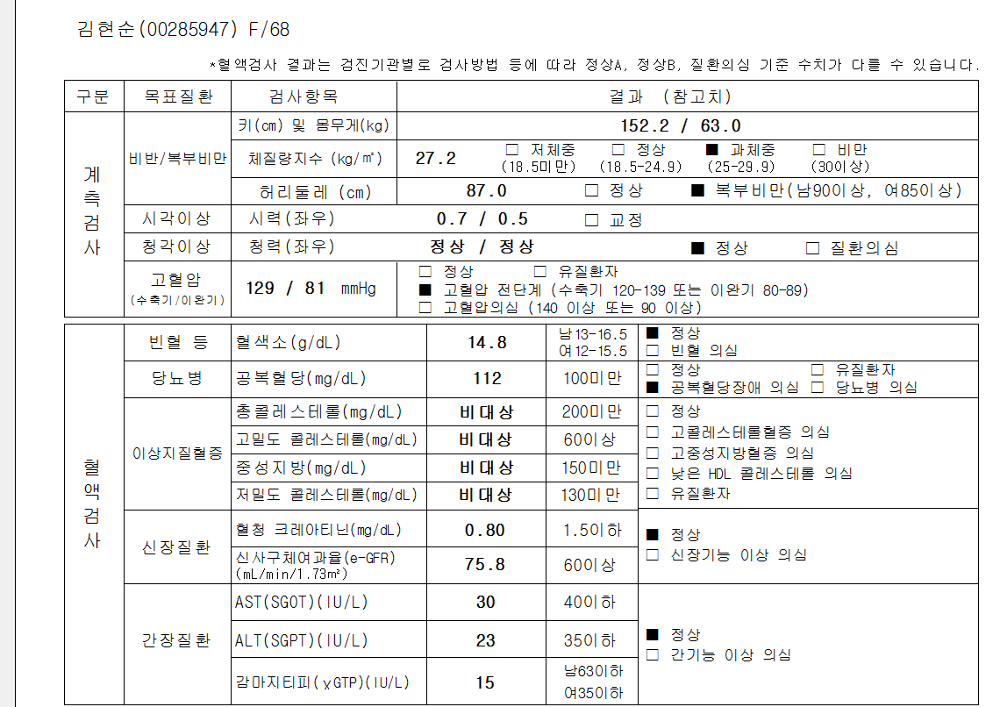 김현순(00285947) F/68
*혈액검사 결과는 검진기관별로 검사방법 등에 따라 정상A, 정상B, 질환의심 기준 수치가 다를 수 있습니다.
구분 목표질환 검사항목 결과 (참고치)
계측검사
비반/복부비만
키(cm) 및 몸무게(kg) 152.2 / 63.0
체질량지수 (kg/㎡) 27.2 □ 저체중 □ 정상 ■ 과체중 □ 비만
(18.5미만) (18.5-24.9) (25-29.9) (30이상)
허리둘레 (cm) 87.0 □ 정상 ■ 복부비만(남90이상, 여85이상)
시각이상 시력(좌우) 0.7 / 0.5 □ 교정
청각이상 청력(좌우) 정상 / 정상 ■ 정상 □ 질환의심
고혈압
(수축기/이완기)
129 / 81 mmHg
□ 정상 □ 유질환자
■ 고혈압 전단계 (수축기 120-139 또는 이완기 80-89)
□ 고혈압의심 (140 이상 또는 90 이상)
혈액검사
빈혈 등 혈색소(g/dL) 14.8
남13-16.5
여12-15.5
■ 정상
□ 빈혈 의심
당뇨병 공복혈당(mg/dL) 112 100미만
□ 정상 □ 유질환자
■ 공복혈당장애 의심 □ 당뇨병 의심
이상지질혈증
총콜레스테롤(mg/dL) 비대상 200미만
고밀도 콜레스테롤(mg/dL) 비대상 60이상
중성지방(mg/dL) 비대상 150미만
저밀도 콜레스테롤(mg/dL) 비대상 130미만
□ 정상
□ 고콜레스테롤혈증 의심
□ 고중성지방혈증 의심
□ 낮은 HDL 콜레스테롤 의심
□ 유질환자
신장질환
혈청 크레아티닌(mg/dL) 0.80 1.5이하
신사구체여과율(e-GFR)
(mL/min/1.73㎡)
75.8 60이상
■ 정상
□ 신장기능 이상 의심
간장질환
AST(SGOT)(IU/L) 30 40이하
ALT(SGPT)(IU/L) 23 35이하
감마지티피(χGTP)(IU/L) 15
남63이하
여35이하
■ 정상
□ 간기능 이상 의심